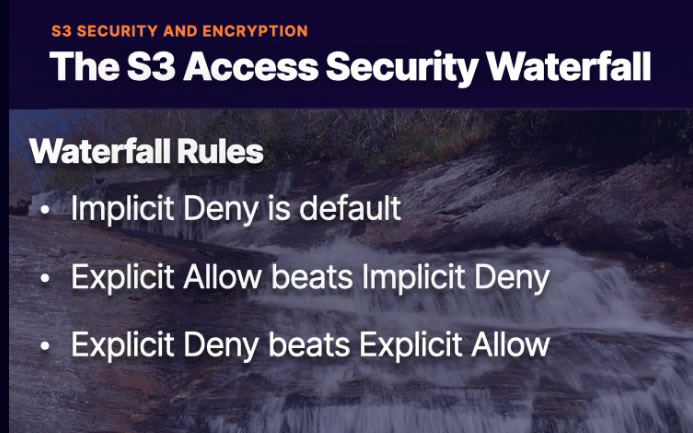 S3 SECURITY AND ENCRYPTION
The S3 Access Security Waterfall
Waterfall Rules
• Implicit Deny is default
• Explicit Allow beats Implicit Deny
• Explicit Deny beats Explicit Allow